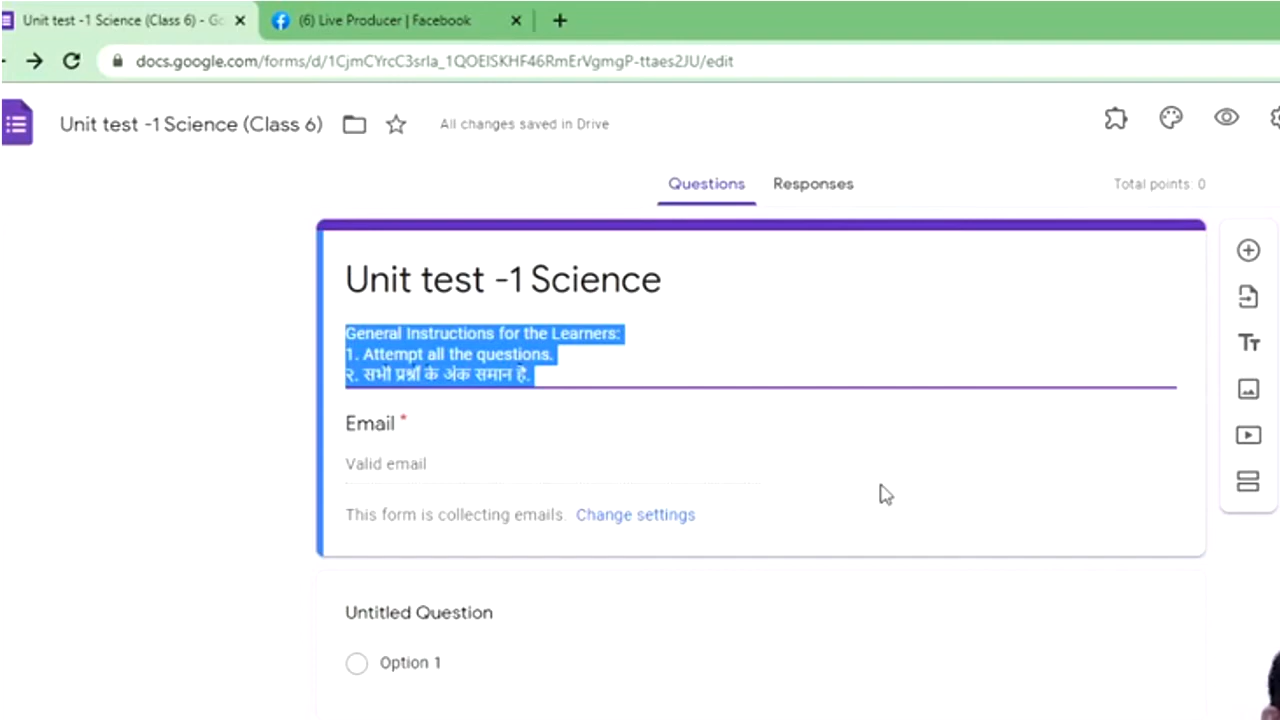 Unit test -1 Science (Class 6) - Go
(6) Live Producer | Facebook
docs.google.com/forms/d/1CjmCYrcC3srIa_1QOEISKHF46RmErVgmgP-ttaes2JU/edit
Unit test -1 Science (Class 6)
All changes saved in Drive
Questions
Responses
Total points: 0
Unit test -1 Science
General Instructions for the Learners:
1. Attempt all the questions.
२. सभी प्रश्नों के अंक समान है.
Email *
Valid email
This form is collecting emails. Change settings
Untitled Question
Option 1